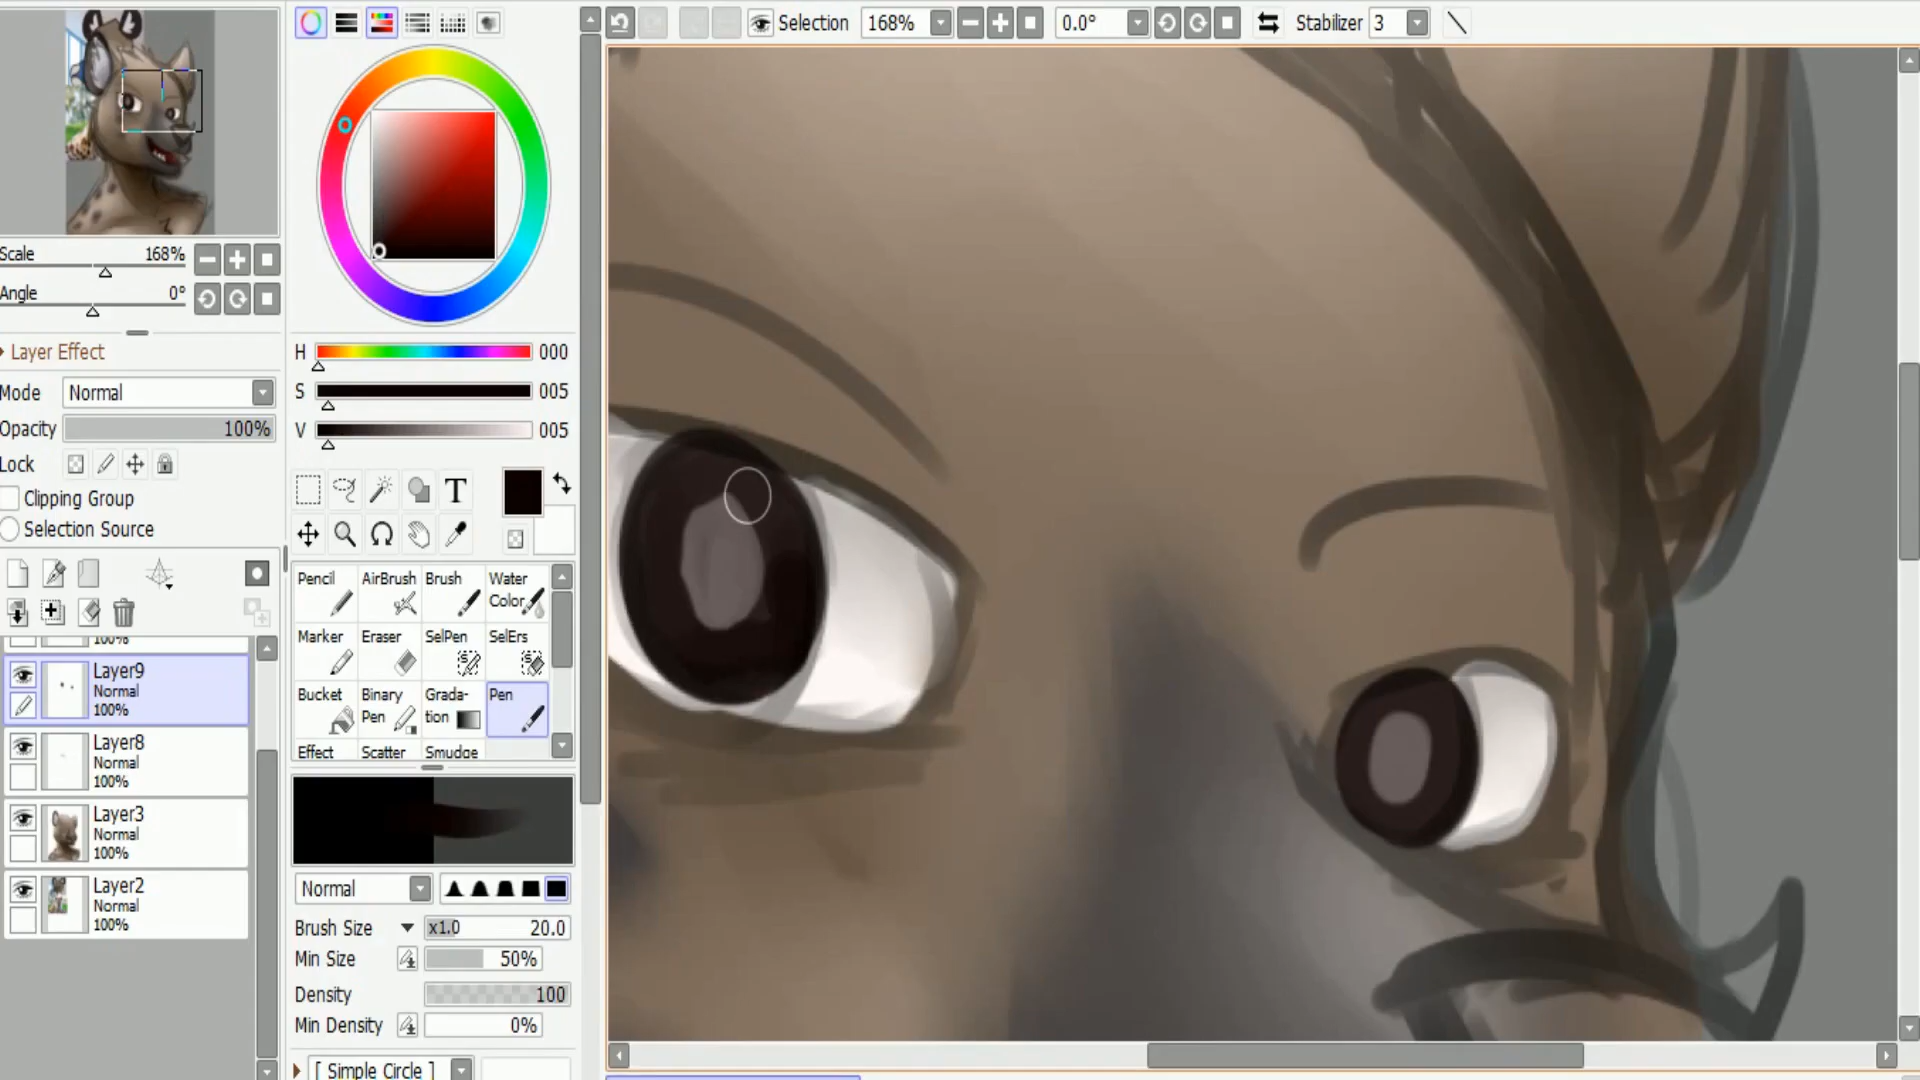 Selection 168% 0.0° Stabilizer 3
Scale 168%
Angle 0°
Layer Effect
Mode Normal
Opacity 100%
Lock
Clipping Group
Selection Source
100%
Layer9
Normal
100%
Layer8
Normal
100%
Layer3
Normal
100%
Layer2
Normal
100%
H 000
S 005
V 005
T
Pencil AirBrush Brush Water Color
Marker Eraser SelPen SelErs
Bucket Binary Pen Grada-tion Pen
Effect Scatter Smudge
Normal
Brush Size x1.0 20.0
Min Size 50%
Density 100
Min Density 0%
[ Simple Circle ]